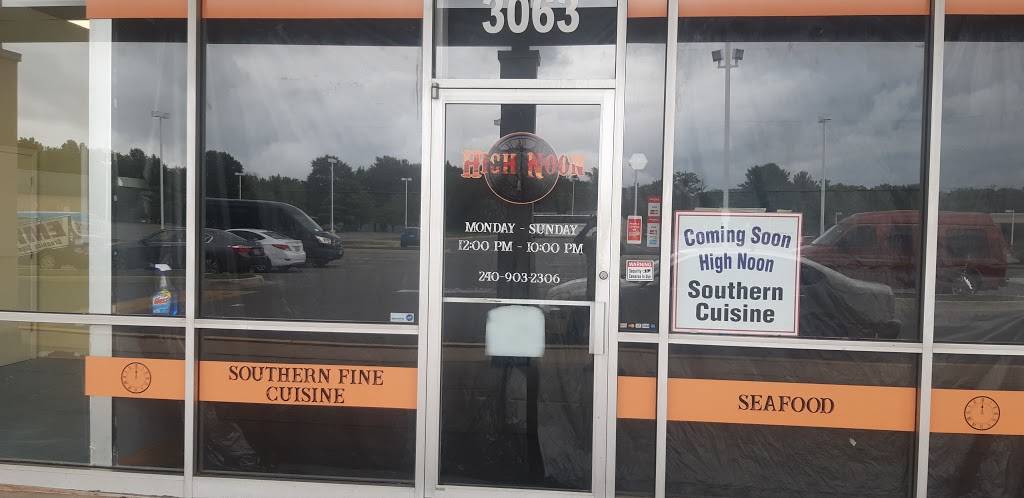 3063
HIGH NOON
MONDAY - SUNDAY
12:00 PM - 10:00 PM
240-903-2306
WARNING
Coming Soon
High Noon
Southern
Cuisine
SOUTHERN FINE
CUISINE
SEAFOOD